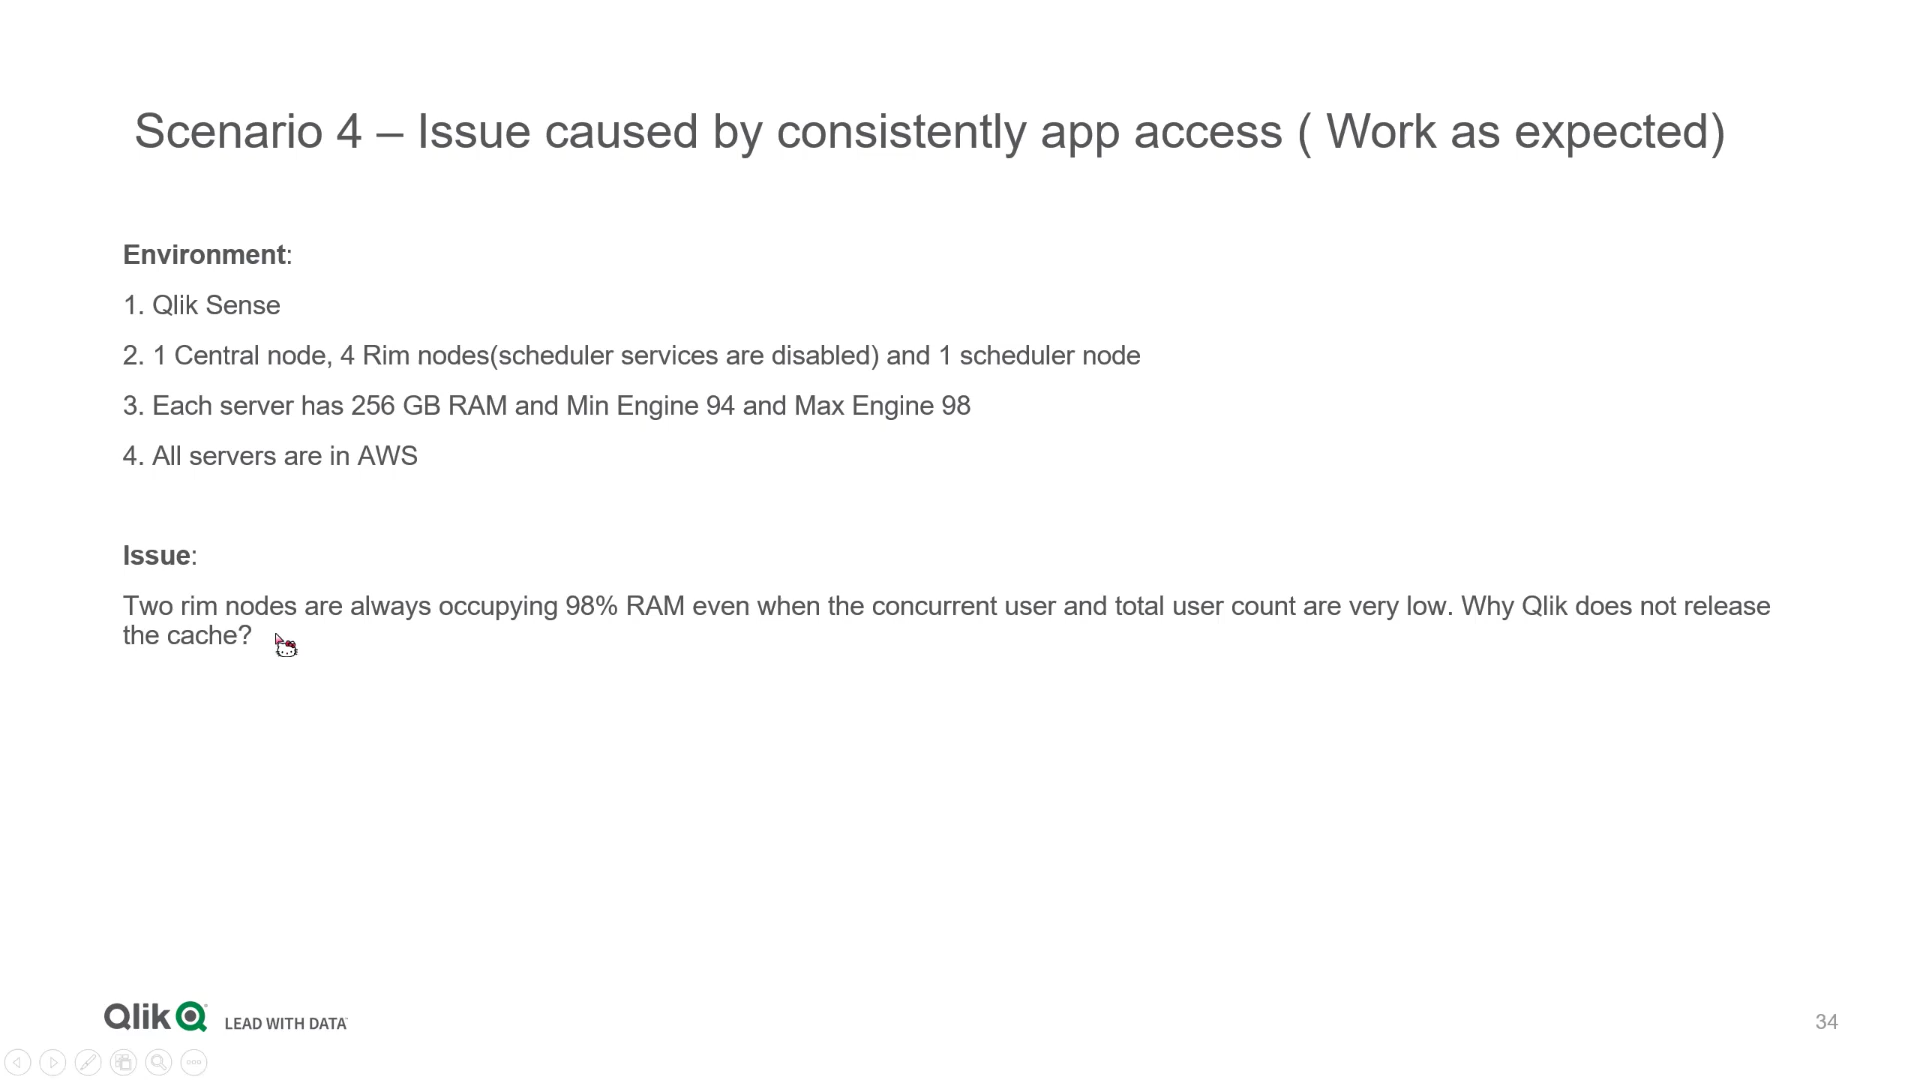 Scenario 4 – Issue caused by consistently app access ( Work as expected)
Environment:
1. Qlik Sense
2. 1 Central node, 4 Rim nodes(scheduler services are disabled) and 1 scheduler node
3. Each server has 256 GB RAM and Min Engine 94 and Max Engine 98
4. All servers are in AWS
Issue:
Two rim nodes are always occupying 98% RAM even when the concurrent user and total user count are very low. Why Qlik does not release
the cache?
Qlik LEAD WITH DATA
34